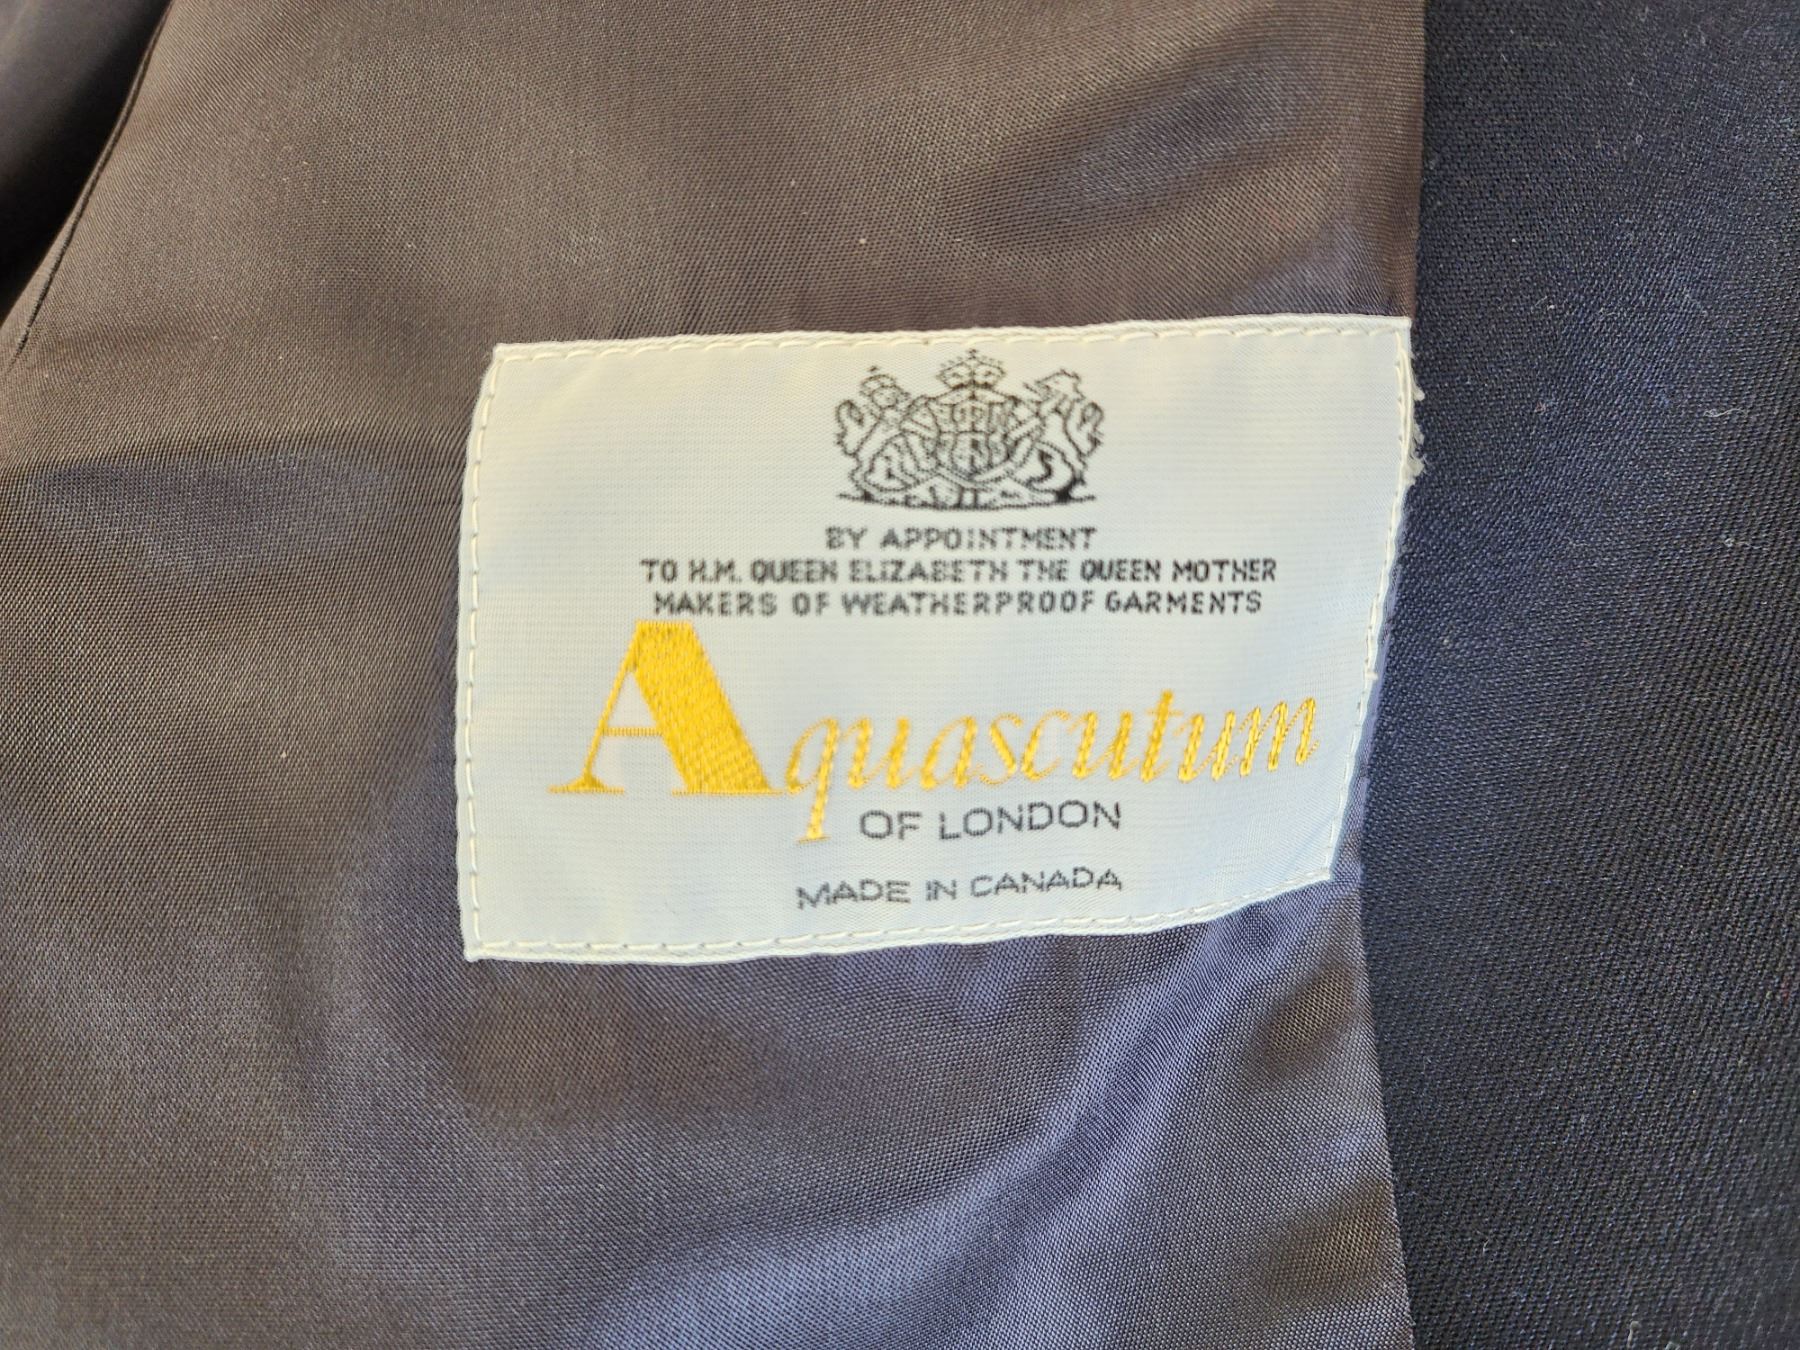 BY APPOINTMENT
TO H.M. QUEEN ELIZABETH THE QUEEN MOTHER
MAKERS OF WEATHERPROOF GARMENTS
Aquascutum
OF LONDON
MADE IN CANADA